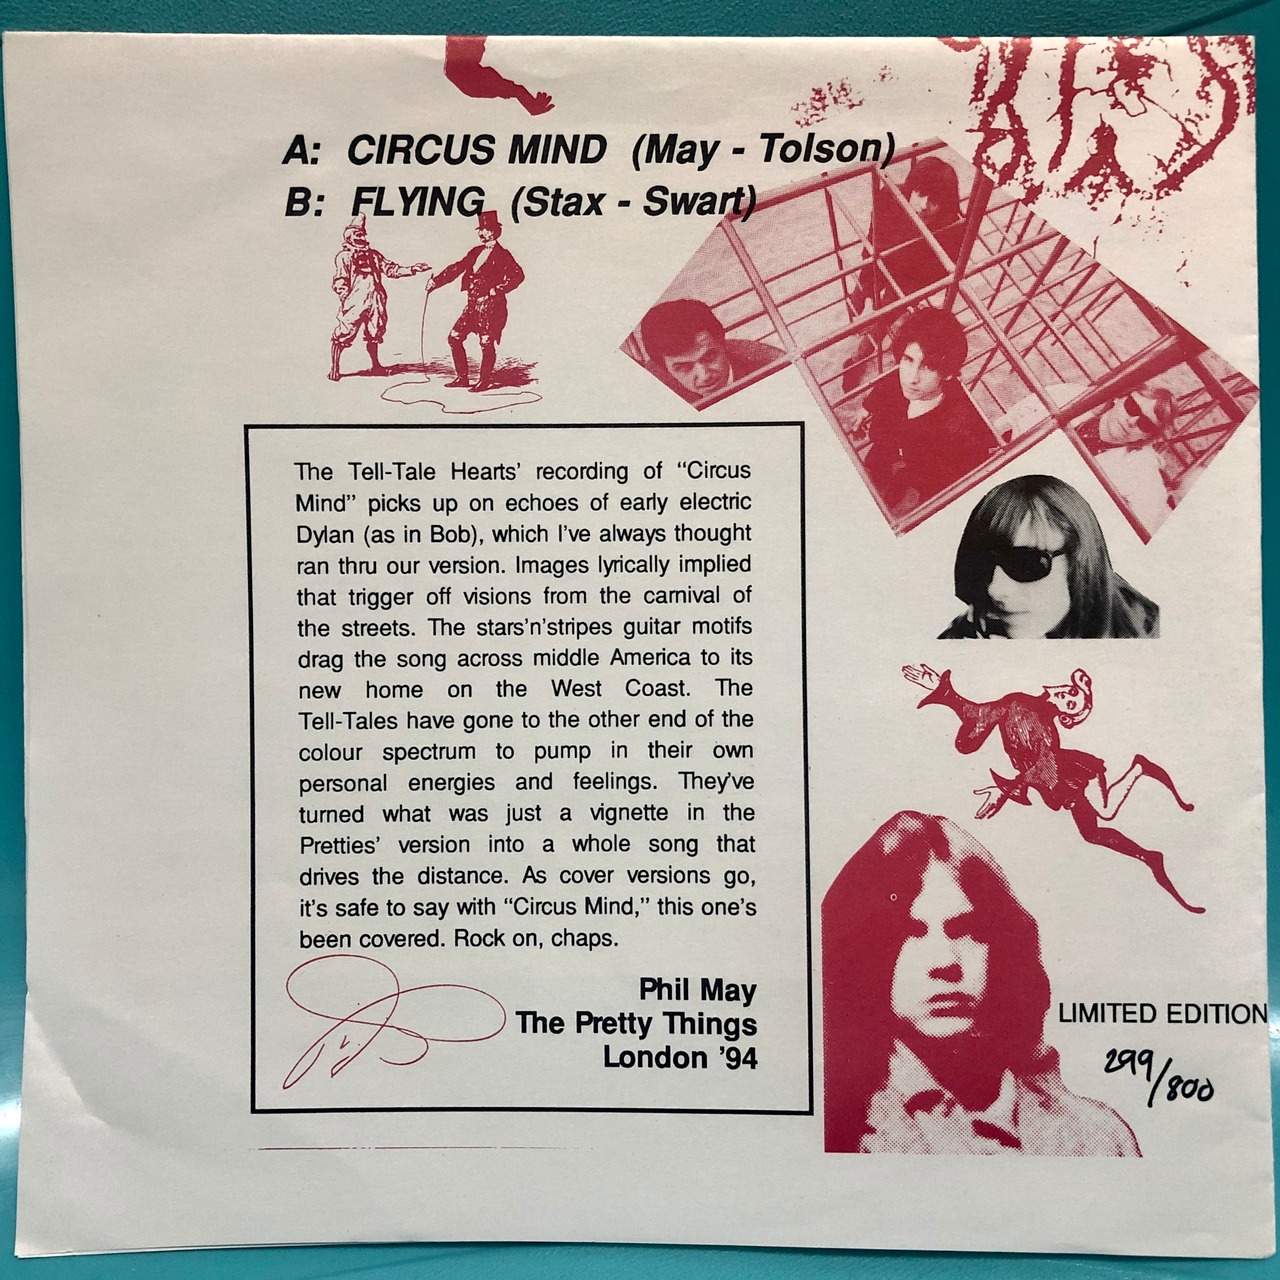 A: CIRCUS MIND (May - Tolson)
B: FLYING (Stax - Swart)
The Tell-Tale Hearts' recording of “Circus
Mind” picks up on echoes of early electric
Dylan (as in Bob), which I've always thought
ran thru our version. Images lyrically implied
that trigger off visions from the carnival of
the streets. The stars'n'stripes guitar motifs
drag the song across middle America to its
new home on the West Coast. The
Tell-Tales have gone to the other end of the
colour spectrum to pump in their own
personal energies and feelings. They've
turned what was just a vignette in the
Pretties' version into a whole song that
drives the distance. As cover versions go,
it's safe to say with “Circus Mind,” this one's
been covered. Rock on, chaps.
Phil May
The Pretty Things
London '94
LIMITED EDITION
299/800